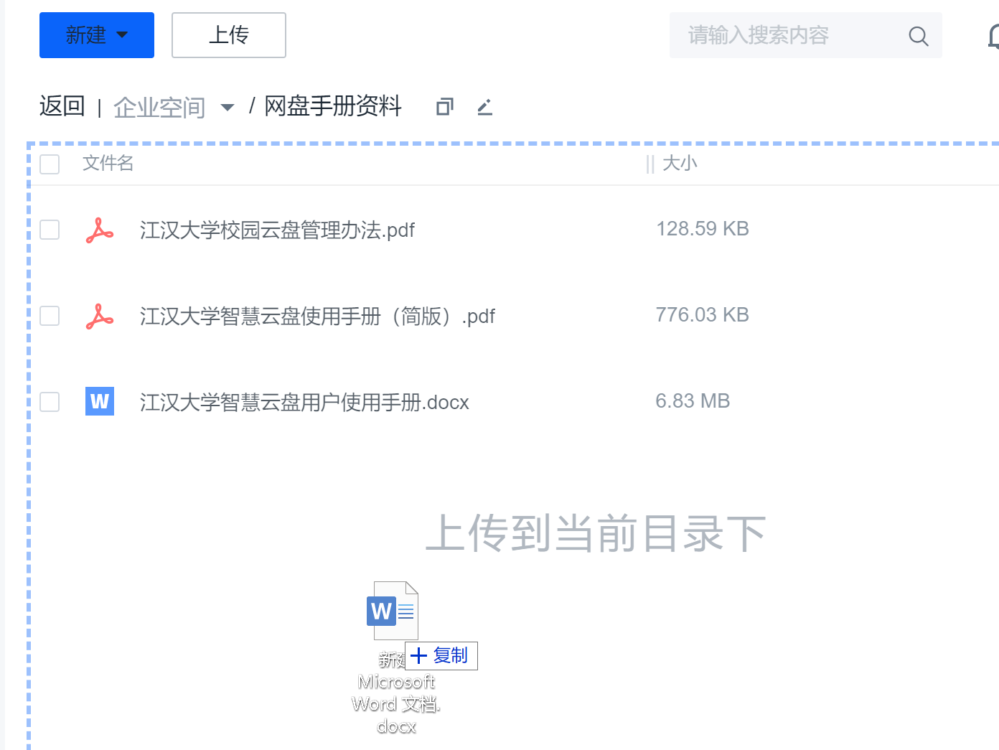 新建
上传
请输入搜索内容
返回 | 企业空间 / 网盘手册资料
文件名
大小
江汉大学校园云盘管理办法.pdf
128.59 KB
江汉大学智慧云盘使用手册（简版）.pdf
776.03 KB
W
江汉大学智慧云盘用户使用手册.docx
6.83 MB
上传到当前目录下
W
新建
复制
Microsoft
Word 文档.
docx